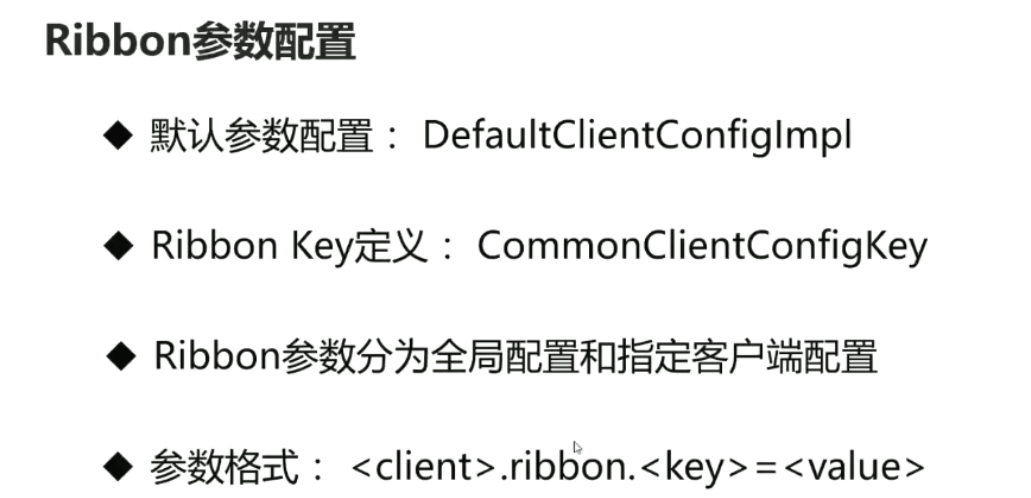 Ribbon参数配置
◆ 默认参数配置： DefaultClientConfigImpl
◆ Ribbon Key定义： CommonClientConfigKey
◆ Ribbon参数分为全局配置和指定客户端配置
◆ 参数格式： <client>.ribbon.<key>=<value>